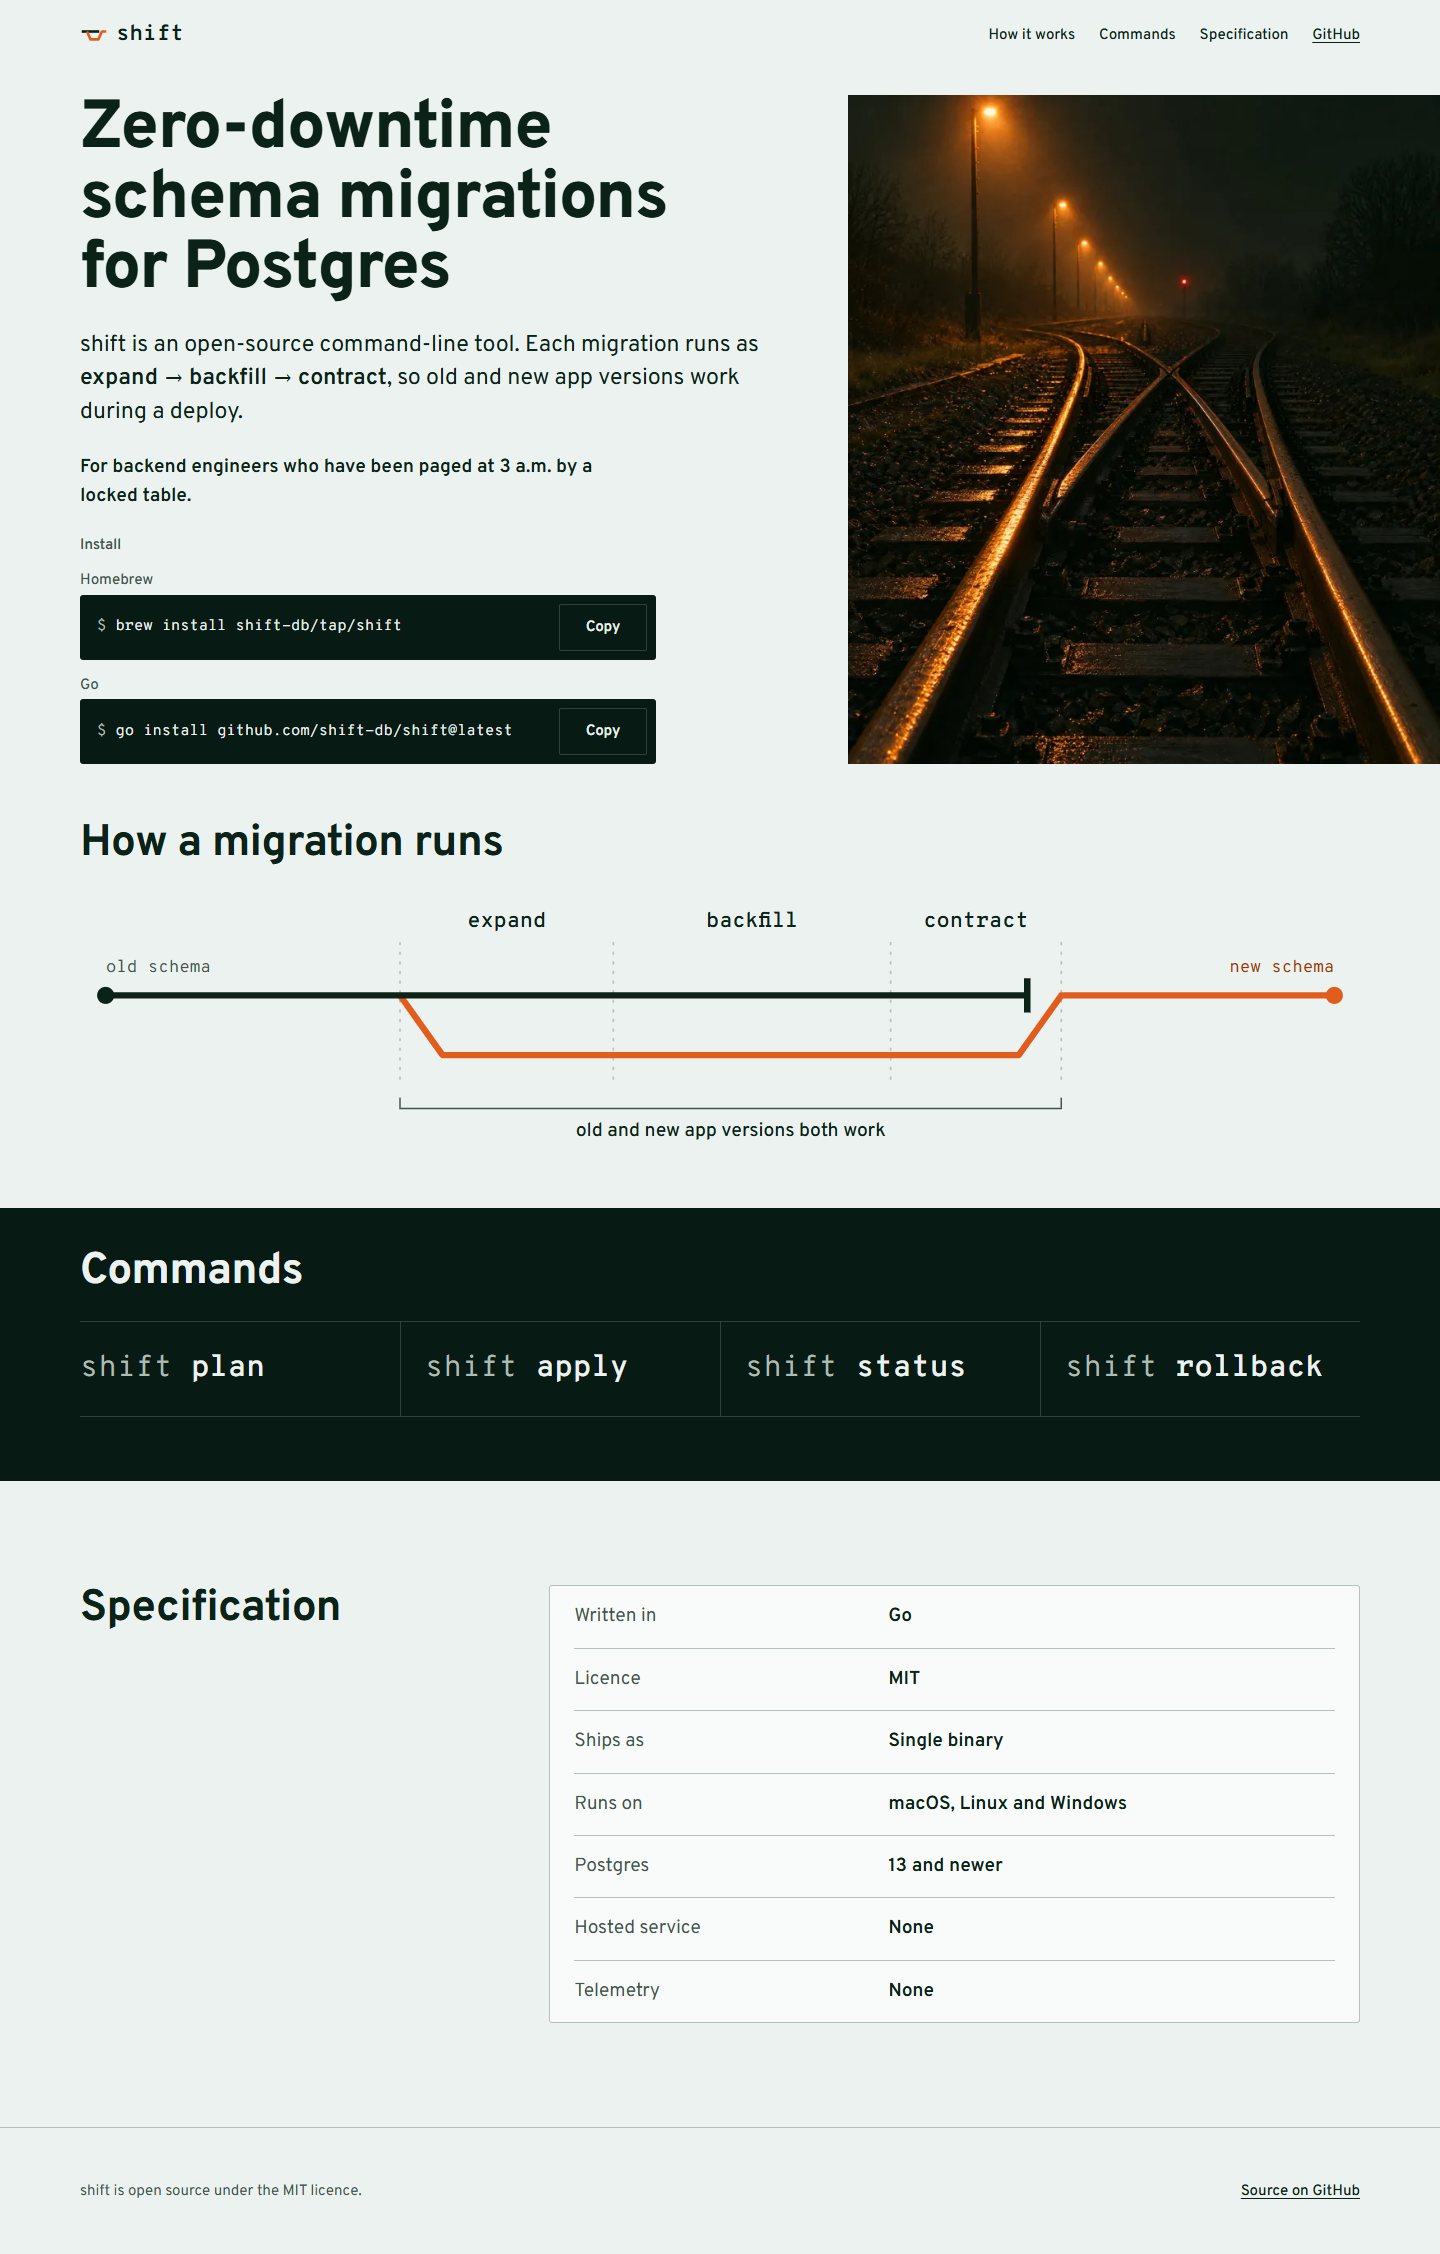 shift
How it works
Commands
Specification
GitHub
Zero-downtime
schema migrations
for Postgres
shift is an open-source command-line tool. Each migration runs as
expand → backfill → contract, so old and new app versions work
during a deploy.
For backend engineers who have been paged at 3 a.m. by a
locked table.
Install
Homebrew
$ brew install shift-db/tap/shift
Copy
Go
$ go install github.com/shift-db/shift@latest
Copy
How a migration runs
expand
backfill
contract
old schema
new schema
old and new app versions both work
Commands
shift plan
shift apply
shift status
shift rollback
Specification
Written in
Go
Licence
MIT
Ships as
Single binary
Runs on
macOS, Linux and Windows
Postgres
13 and newer
Hosted service
None
Telemetry
None
shift is open source under the MIT licence.
Source on GitHub